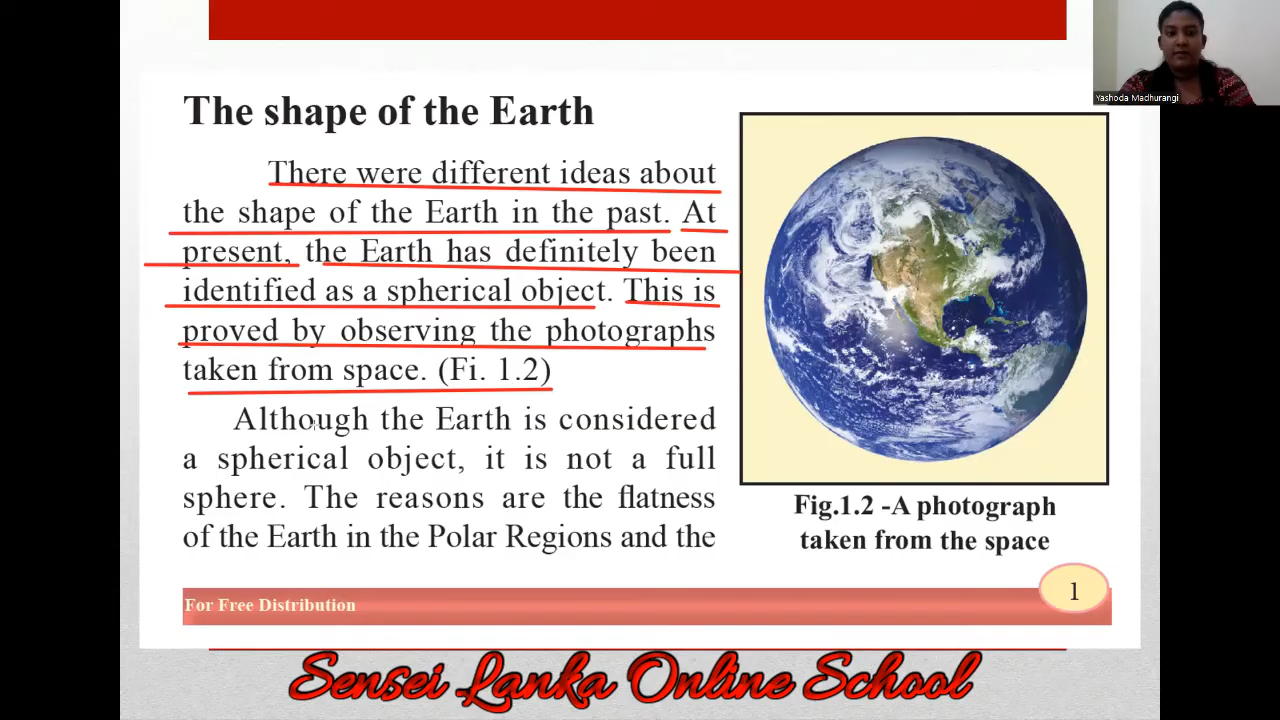 Yashoda Madhurangi
The shape of the Earth
There were different ideas about
the shape of the Earth in the past. At
present, the Earth has definitely been
identified as a spherical object. This is
proved by observing the photographs
taken from space. (Fi. 1.2)
Although the Earth is considered
a spherical object, it is not a full
sphere. The reasons are the flatness
of the Earth in the Polar Regions and the
Fig.1.2 -A photograph
taken from the space
1
For Free Distribution
Sensei Lanka Online School